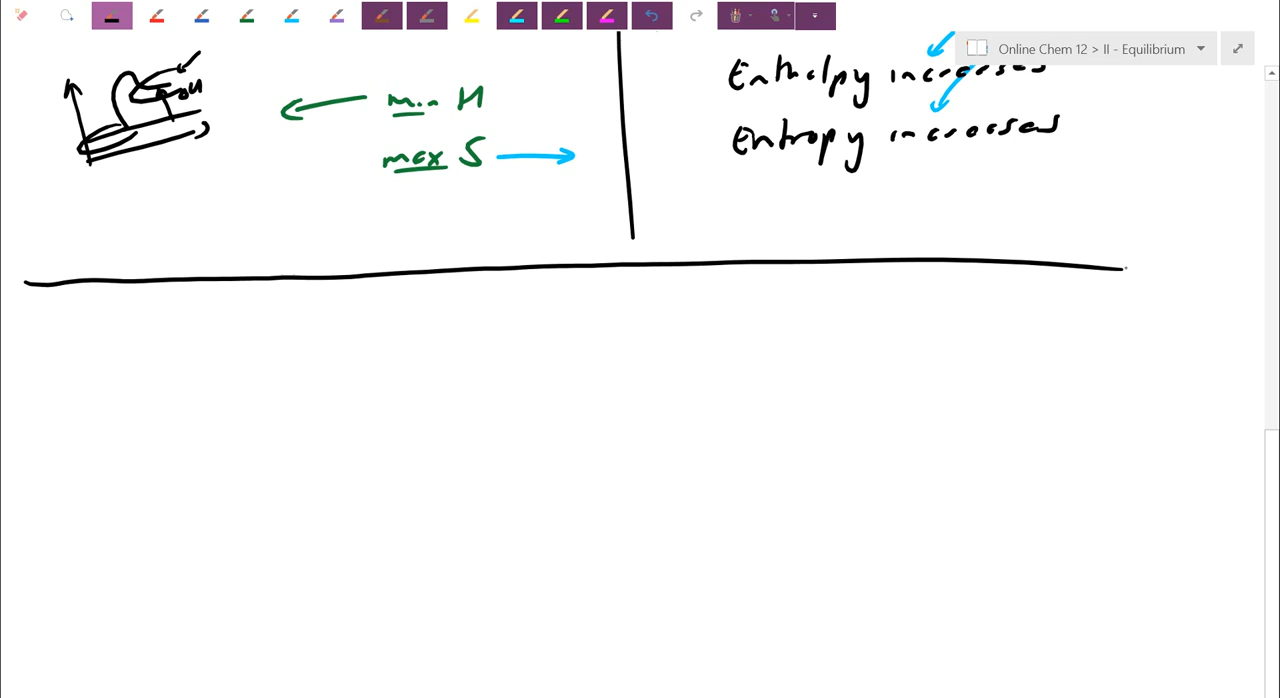 Online Chem 12 > II - Equilibrium
Enthalpy increases
min H
Entropy increases
max S